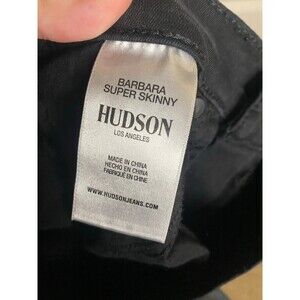 BARBARA
SUPER SKINNY
HUDSON
LOS ANGELES
MADE IN CHINA
HECHO EN CHINA
FABRIQUÉ EN CHINE
WWW.HUDSONJEANS.COM